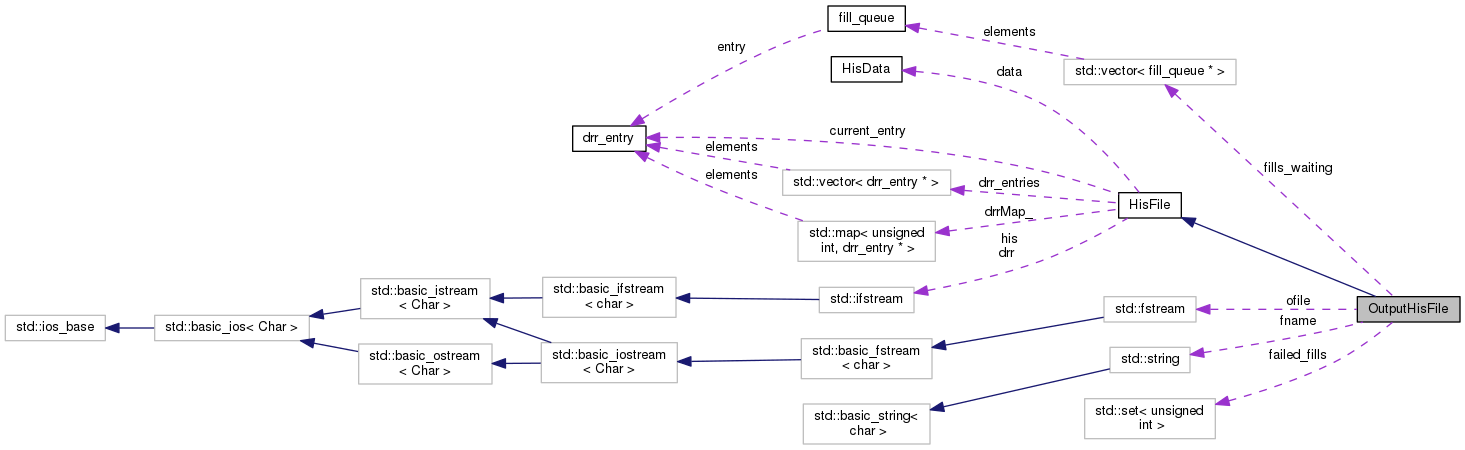 fill_queue
elements
entry
HisData
data
std::vector< fill_queue * >
drr_entry
current_entry
elements
elements
std::vector< drr_entry * >
drr_entries
fills_waiting
HisFile
drrMap_
std::map< unsigned
int, drr_entry * >
his
drr
std::basic_istream
< Char >
std::basic_ifstream
< char >
std::ifstream
ofile
std::fstream
OutputHisFile
fname
std::ios_base
std::basic_ios< Char >
std::basic_ostream
< Char >
std::basic_iostream
< Char >
std::basic_fstream
< char >
std::string
failed_fills
std::basic_string<
char >
std::set< unsigned
int >